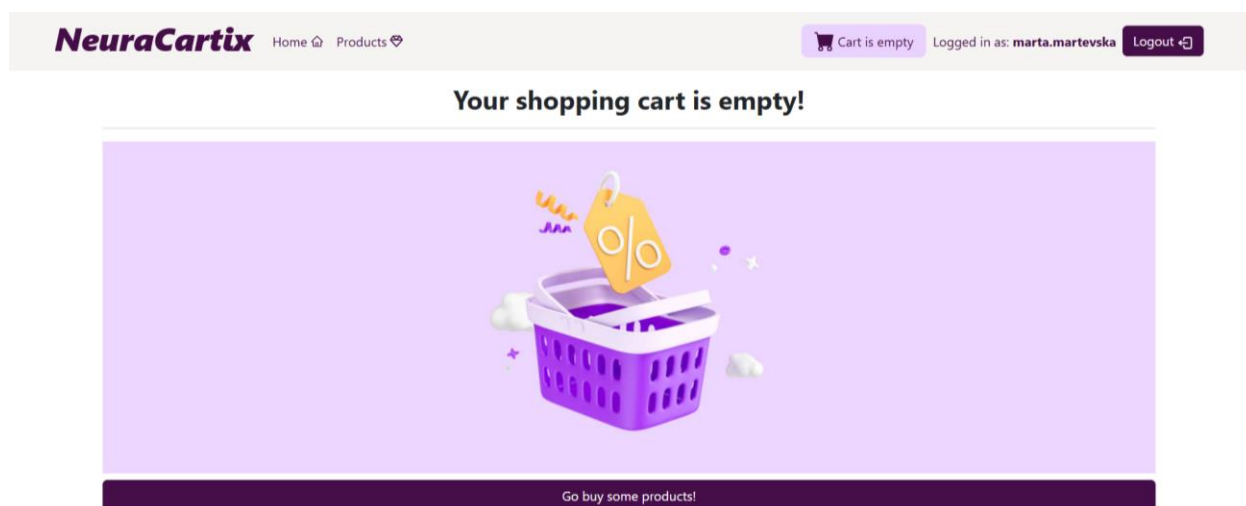 NeuraCartix Home Products Cart is empty Logged in as: marta.martevska Logout
Your shopping cart is empty!
%
Go buy some products!